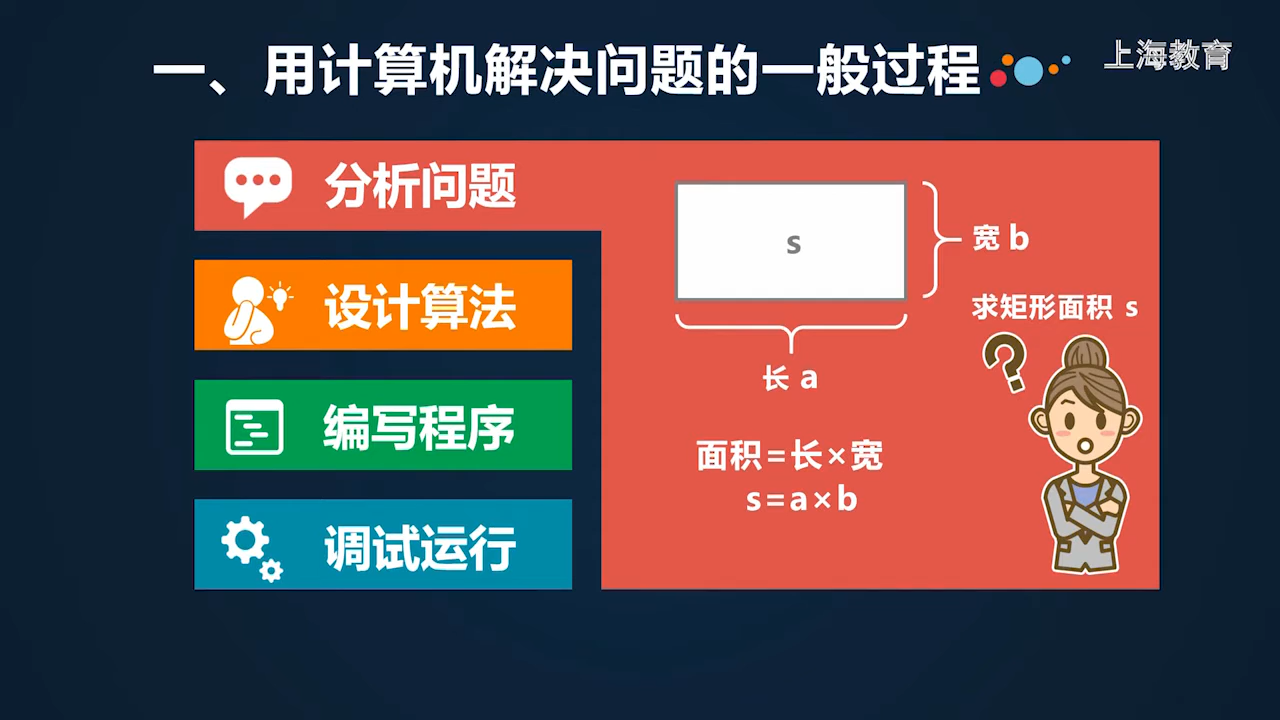 一、用计算机解决问题的一般过程
上海教育
分析问题
设计算法
编写程序
调试运行
s
宽 b
长 a
求矩形面积 s
?
面积=长×宽
s=a×b